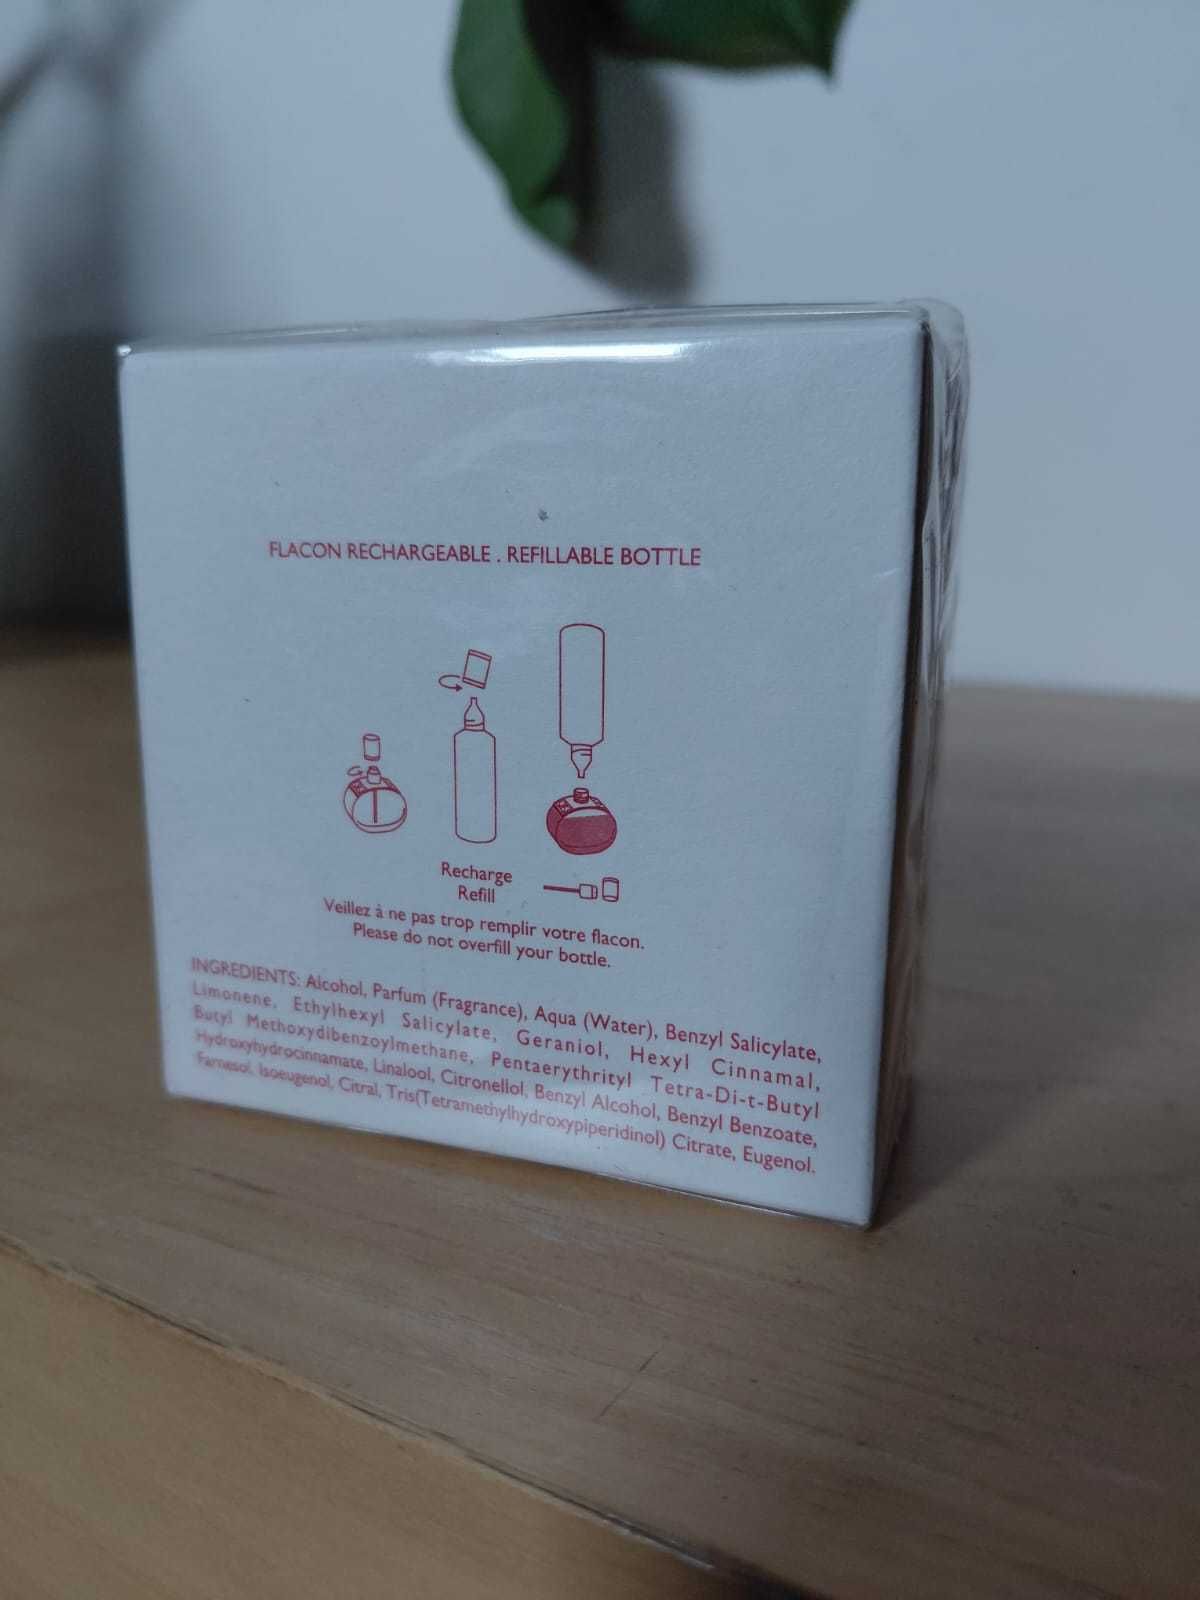 FLACON RECHARGEABLE . REFILLABLE BOTTLE
Recharge
Refill
Veillez à ne pas trop remplir votre flacon.
Please do not overfill your bottle.
INGREDIENTS: Alcohol, Parfum (Fragrance), Aqua (Water), Benzyl Salicylate,
Limonene, Ethylhexyl Salicylate, Geraniol, Hexyl Cinnamal,
Butyl Methoxydibenzoylmethane, Pentaerythrityl Tetra-Di-t-Butyl
Hydroxyhydrocinnamate, Linalool, Citronellol, Benzyl Alcohol, Benzyl Benzoate,
Farnesol, Isoeugenol, Citral, Tris(Tetramethylhydroxypiperidinol) Citrate, Eugenol.